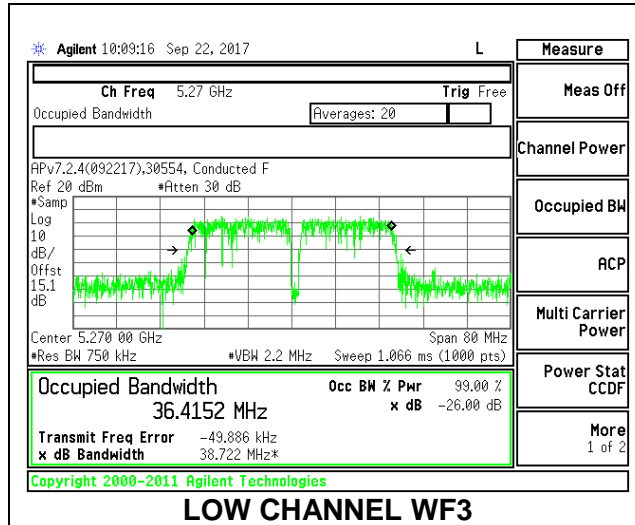 Agilent 10:09:16 Sep 22, 2017 L Measure
Ch Freq 5.27 GHz Trig Free
Meas Off
Occupied Bandwidth Averages: 20
Channel Power
APv7.2.4(092217),30554, Conducted F
Ref 20 dBm #Atten 30 dB
#Samp
Log
10
dB/
Offst
15.1
dB
Occupied BW
ACP
Multi Carrier
Power
Center 5.270 00 GHz Span 80 MHz
#Res BW 750 kHz #VBW 2.2 MHz Sweep 1.066 ms (1000 pts)
Power Stat
CCDF
Occupied Bandwidth Occ BW % Pwr 99.00 %
36.4152 MHz x dB -26.00 dB
Transmit Freq Error -49.886 kHz
x dB Bandwidth 38.722 MHz*
More
1 of 2
Copyright 2000-2011 Agilent Technologies
LOW CHANNEL WF3